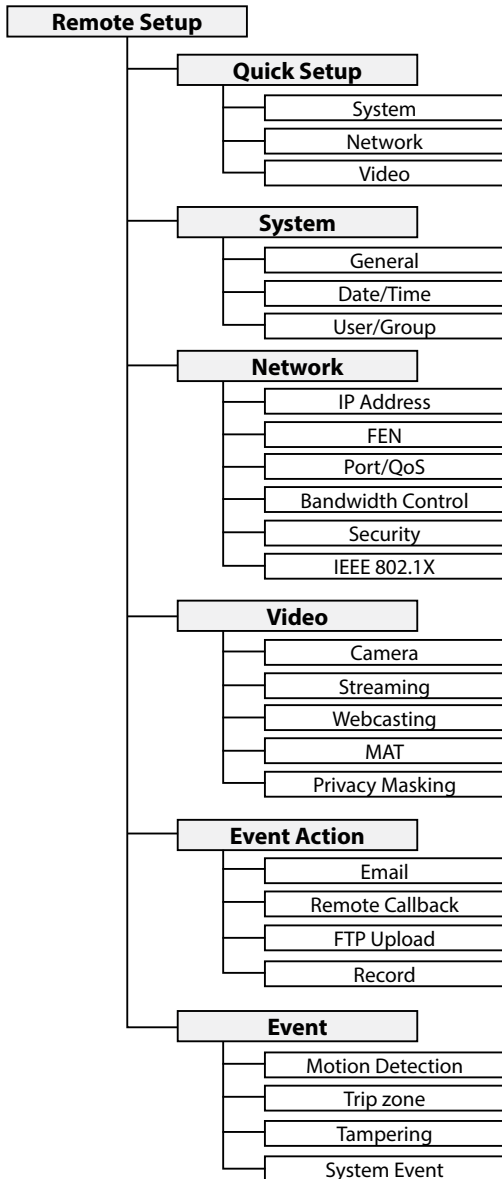 Remote Setup
Quick Setup
System
Network
Video
System
General
Date/Time
User/Group
Network
IP Address
FEN
Port/QoS
Bandwidth Control
Security
IEEE 802.1X
Video
Camera
Streaming
Webcasting
MAT
Privacy Masking
Event Action
Email
Remote Callback
FTP Upload
Record
Event
Motion Detection
Trip zone
Tampering
System Event